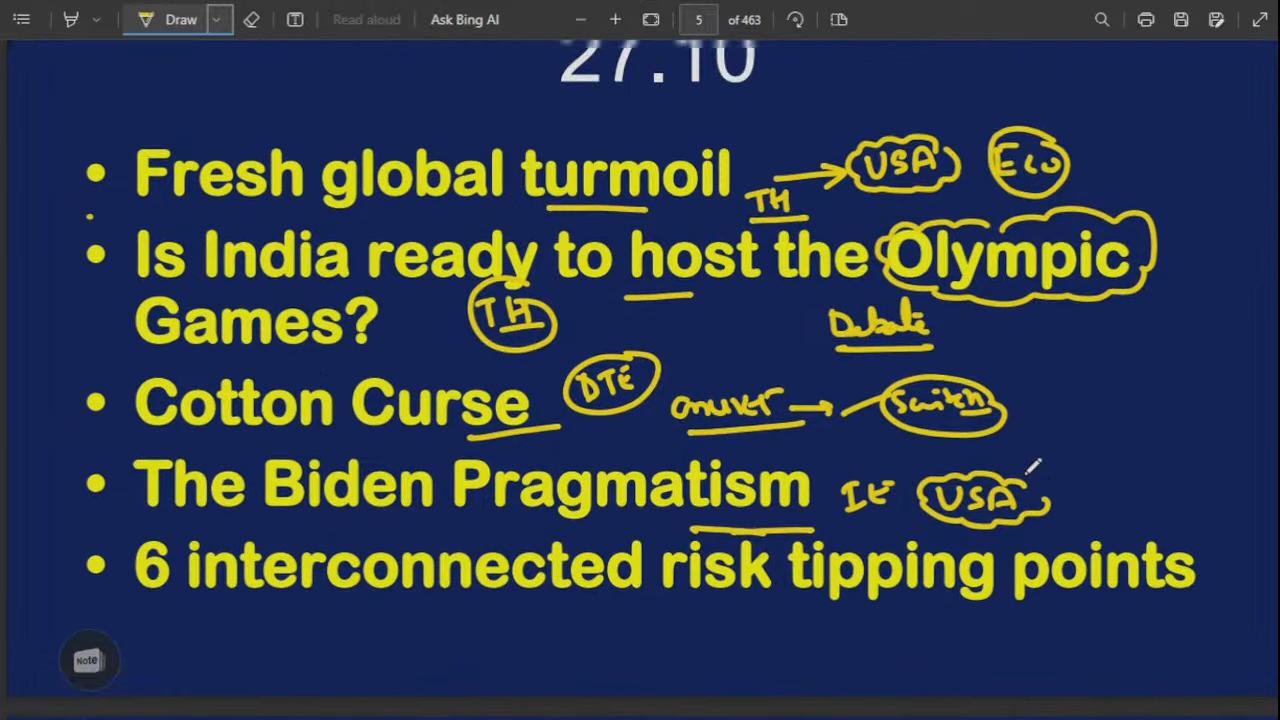 Draw
Read aloud
Ask Bing AI
5 of 463
27.10
• Fresh global turmoil TH → USA Eco
• Is India ready to host the Olympic
Games? TH Debate
• Cotton Curse DTE answer → Switch
• The Biden Pragmatism IE USA
• 6 interconnected risk tipping points
Note